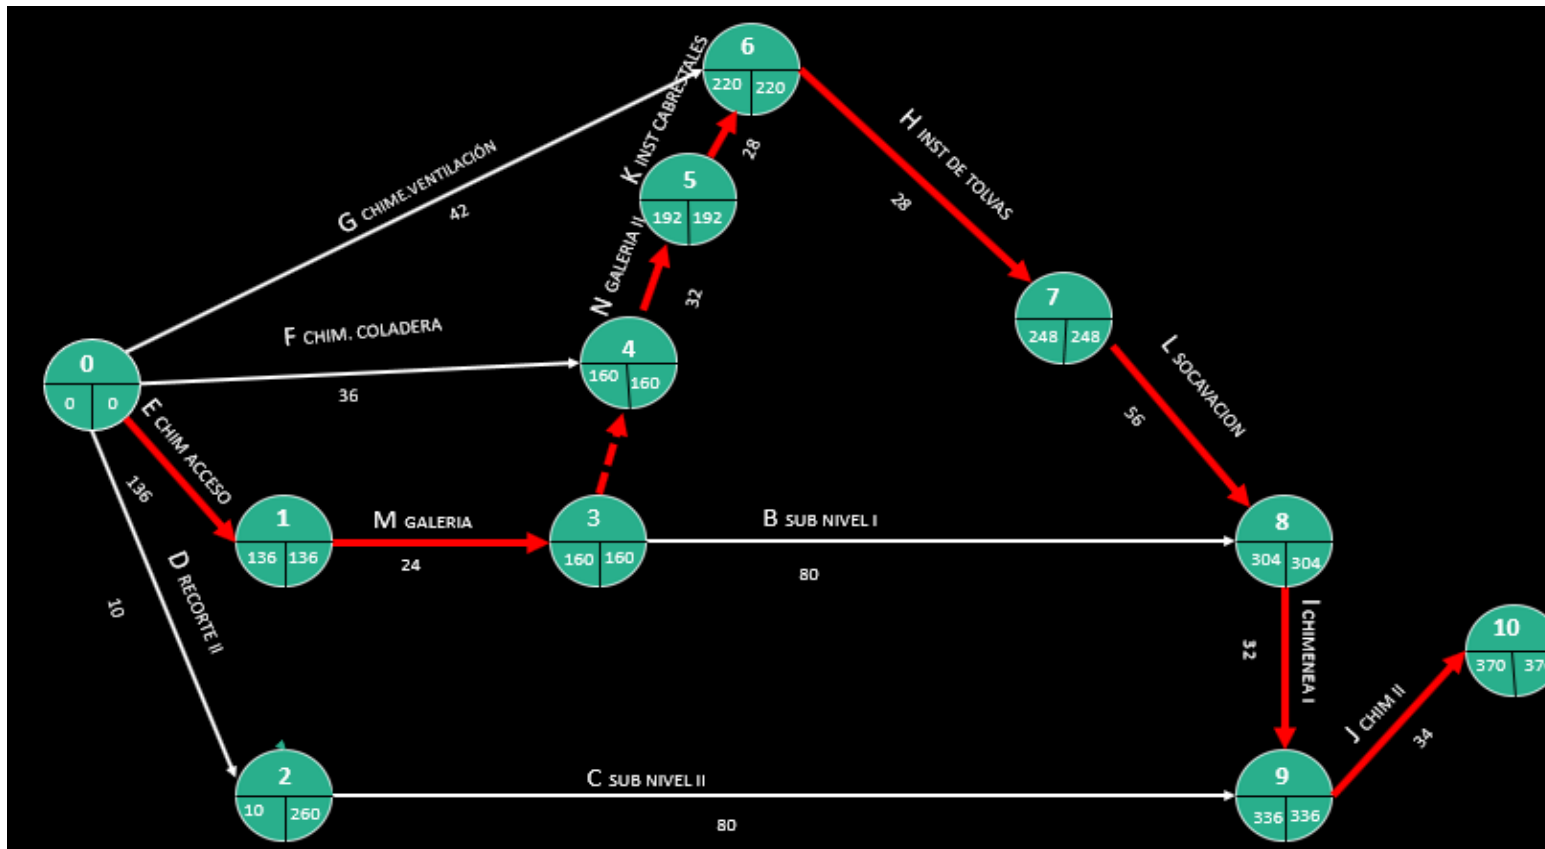 6
220 220
K INST CABRESTALES
28
H INST DE TOLVAS
28
G CHIME.VENTILACIÓN
42
5
192 192
N GALERIA II
32
7
248 248
F CHIM. COLADERA
36
4
160 160
0
0 0
L SOCAVACION
56
E CHIM ACCESO
136
1
136 136
M GALERIA
24
3
160 160
B SUB NIVEL I
80
8
304 304
D RECORTE II
10
I CHIMENEA I
32
10
370
J CHIM II
34
2
10 260
C SUB NIVEL II
80
9
336 336